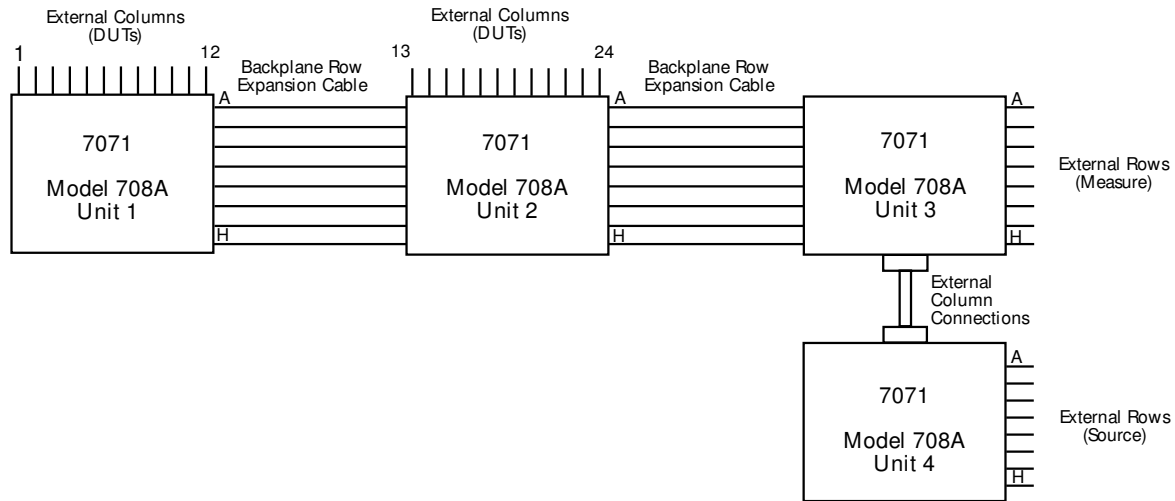 External Columns
(DUTs)
1
12
Backplane Row
Expansion Cable
External Columns
(DUTs)
13
24
Backplane Row
Expansion Cable
A
A
A
7071
Model 708A
Unit 1
7071
Model 708A
Unit 2
7071
Model 708A
Unit 3
External Rows
(Measure)
H
H
H
External
Column
Connections
A
7071
Model 708A
Unit 4
External Rows
(Source)
H